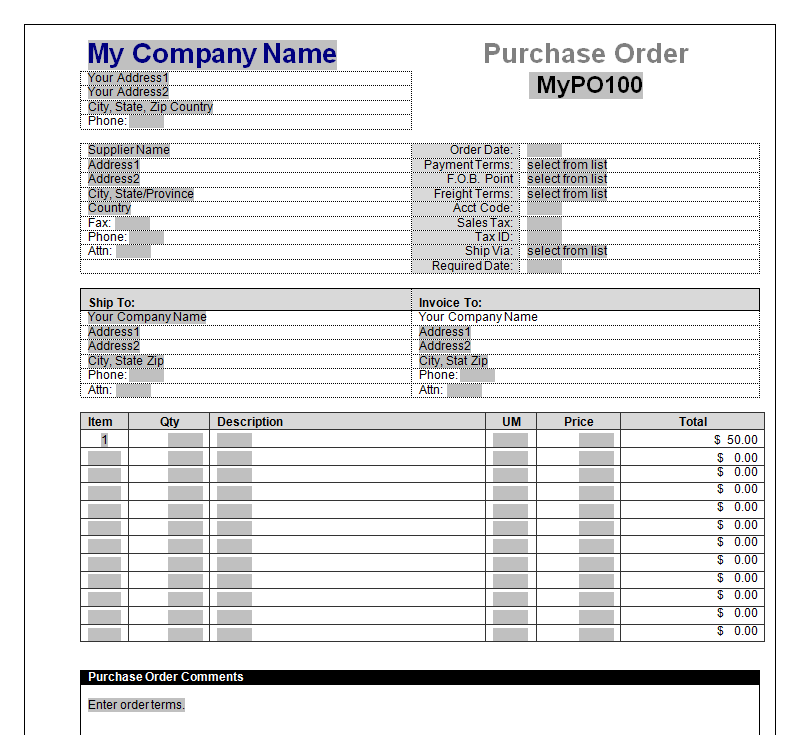 My Company Name
Purchase Order
MyPO100
Your Address1
Your Address2
City, State, Zip Country
Phone:
Supplier Name
Address1
Address2
City, State/Province
Country
Fax:
Phone:
Attn:
Order Date:
Payment Terms: select from list
F.O.B. Point select from list
Freight Terms: select from list
Acct Code:
Sales Tax:
Tax ID:
Ship Via: select from list
Required Date:
Ship To:
Your Company Name
Address1
Address2
City, State Zip
Phone:
Attn:
Invoice To:
Your Company Name
Address1
Address2
City, Stat Zip
Phone:
Attn:
Item Qty Description UM Price Total
1 $ 50.00
$ 0.00
$ 0.00
$ 0.00
$ 0.00
$ 0.00
$ 0.00
$ 0.00
$ 0.00
$ 0.00
$ 0.00
$ 0.00
Purchase Order Comments
Enter order terms.